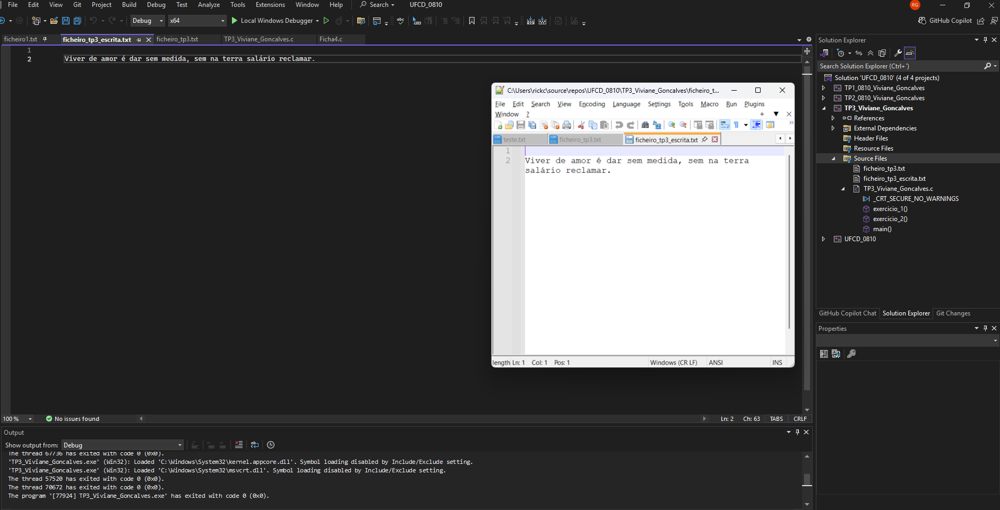 File Edit View Git Project Build Debug Test Analyze Tools Extensions Window Help Search UFCD_0810 RG
Debug x64 Local Windows Debugger GitHub Copilot
ficheiro1.txt ficheiro_tp3_escrita.txt ficheiro_tp3.txt TP3_Viviane_Goncalves.c Ficha4.c
1
2 Viver de amor é dar sem medida, sem na terra salário reclamar.
C:\Users\rickc\source\repos\UFCD_0810\TP3_Viviane_Goncalves\ficheiro_t...
File Edit Search View Encoding Language Settings Tools Macro Run Plugins
Window ?
teste.txt ficheiro_tp3.txt ficheiro_tp3_escrita.txt
1
2 Viver de amor é dar sem medida, sem na terra
salário reclamar.
length Ln: 1 Col: 1 Pos: 1 Windows (CR LF) ANSI INS
100 % No issues found Ln: 2 Ch: 63 TABS CRLF
Output
Show output from: Debug
The thread 67736 has exited with code 0 (0x0).
'TP3_Viviane_Goncalves.exe' (Win32): Loaded 'C:\Windows\System32\kernel.appcore.dll'. Symbol loading disabled by Include/Exclude setting.
'TP3_Viviane_Goncalves.exe' (Win32): Loaded 'C:\Windows\System32\msvcrt.dll'. Symbol loading disabled by Include/Exclude setting.
The thread 57520 has exited with code 0 (0x0).
The thread 70672 has exited with code 0 (0x0).
The program '[77924] TP3_Viviane_Goncalves.exe' has exited with code 0 (0x0).
Solution Explorer
Search Solution Explorer (Ctrl+´)
Solution 'UFCD_0810' (4 of 4 projects)
TP1_0810_Viviane_Goncalves
TP2_0810_Viviane_Goncalves
TP3_Viviane_Goncalves
References
External Dependencies
Header Files
Resource Files
Source Files
ficheiro_tp3.txt
ficheiro_tp3_escrita.txt
TP3_Viviane_Goncalves.c
_CRT_SECURE_NO_WARNINGS
exercicio_1()
exercicio_2()
main()
UFCD_0810
GitHub Copilot Chat Solution Explorer Git Changes
Properties